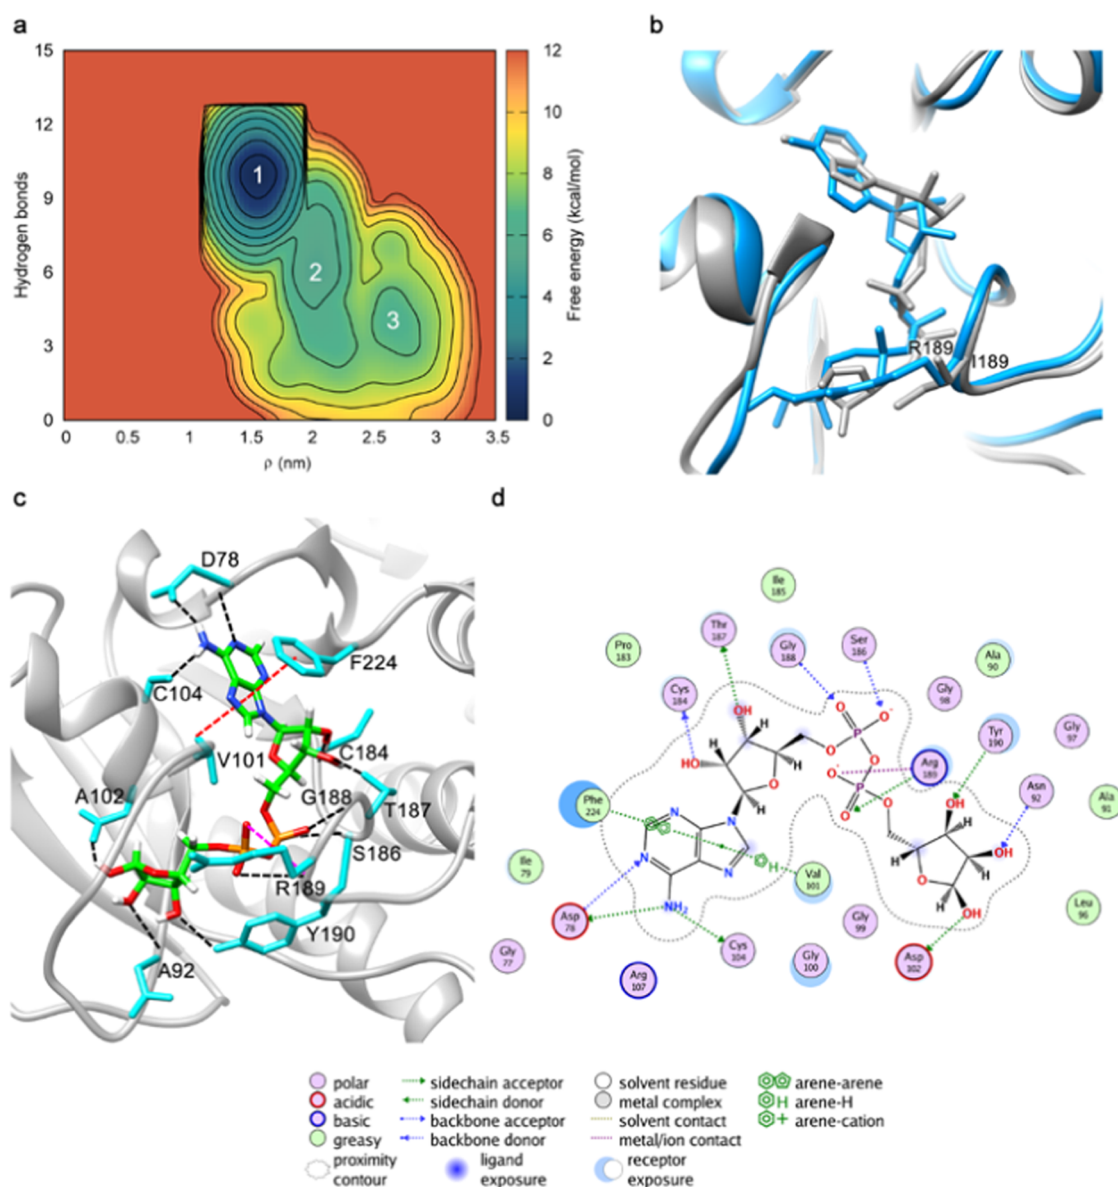 a
15
12
9
6
3
0
Hydrogen bonds
1
2
3
0
0.5
1
1.5
2
2.5
3
3.5
ρ (nm)
12
10
8
6
4
2
0
Free energy (kcal/mol)
b
R189
I189
c
D78
F224
C104
V101
C184
A102
G188
T187
S186
R189
Y190
A92
d
Ile
185
Thr
187
Gly
188
Ser
186
Pro
183
Ala
90
Cys
184
Gly
98
Tyr
190
Gly
97
Arg
189
Asn
92
Ala
91
Phe
224
Ile
79
Val
101
Leu
96
Asp
78
Gly
99
Gly
77
Cys
104
Gly
100
Asp
102
Arg
107
OH
OH
H
H
H
H
O
O
O
O-
P
O
O-
P
O
O
N
N
N
N
NH2
H
OH
H
H
OH
H
H
O
OH
polar
acidic
basic
greasy
proximity
contour
sidechain acceptor
sidechain donor
backbone acceptor
backbone donor
ligand
exposure
solvent residue
metal complex
solvent contact
metal/ion contact
receptor
exposure
arene-arene
H arene-H
+ arene-cation